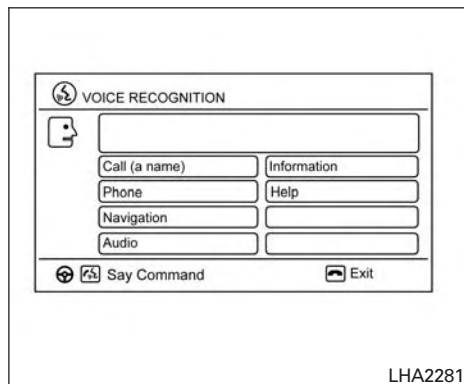 VOICE RECOGNITION
Call (a name) Information
Phone Help
Navigation
Audio
Say Command Exit
LHA2281